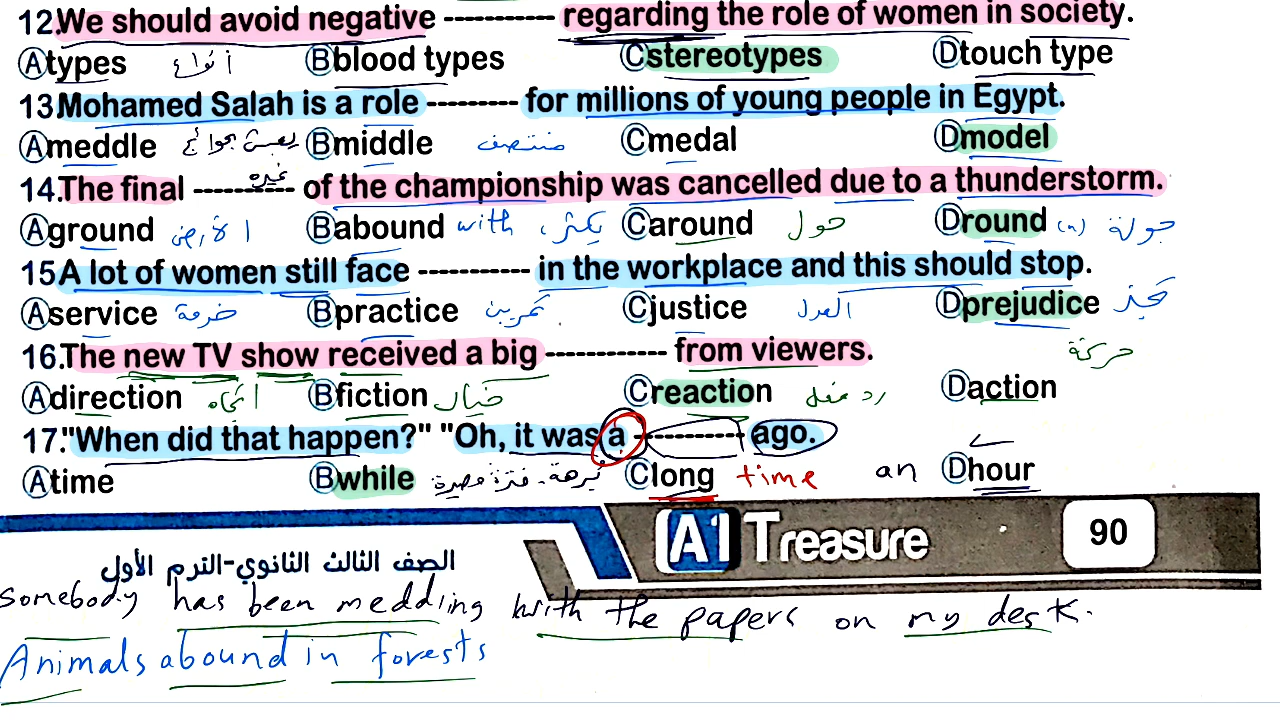 12.We should avoid negative ----------- regarding the role of women in society.
Ⓐtypes أنواع Ⓑblood types Ⓒstereotypes Ⓓtouch type
13.Mohamed Salah is a role --------- for millions of young people in Egypt.
Ⓐmeddle Ⓑmiddle منتصف Ⓒmedal Ⓓmodel
14.The final ---------- of the championship was cancelled due to a thunderstorm.
Ⓐground الأرض Ⓑabound with يكثر Ⓒaround حول Ⓓround (n) جولة
15A lot of women still face ----------- in the workplace and this should stop.
Ⓐservice خدمة Ⓑpractice تمرين Ⓒjustice العدل Ⓓprejudice تحيز
16.The new TV show received a big ------------ from viewers. حركة
Ⓐdirection اتجاه Ⓑfiction خيال Ⓒreaction رد فعل Ⓓaction
17."When did that happen?" "Oh, it was a ----------- ago.
Ⓐtime Ⓑwhile برهة - فترة قصيرة Ⓒlong time an Ⓓhour
A1 Treasure 90
الصف الثالث الثانوي-الترم الأول
Somebody has been meddling with the papers on my desk.
Animals abound in forests